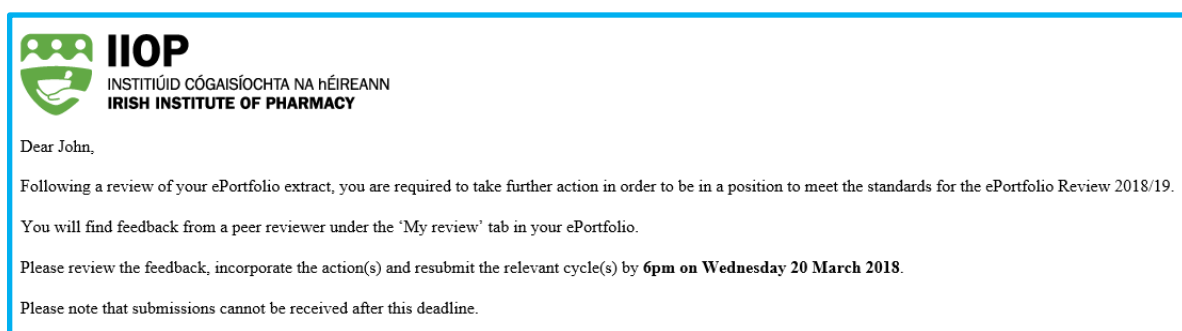 IIOP
INSTITIÚID CÓGAISÍOCHTA NA hÉIREANN
IRISH INSTITUTE OF PHARMACY
Dear John,
Following a review of your ePortfolio extract, you are required to take further action in order to be in a position to meet the standards for the ePortfolio Review 2018/19.
You will find feedback from a peer reviewer under the ‘My review’ tab in your ePortfolio.
Please review the feedback, incorporate the action(s) and resubmit the relevant cycle(s) by 6pm on Wednesday 20 March 2018.
Please note that submissions cannot be received after this deadline.